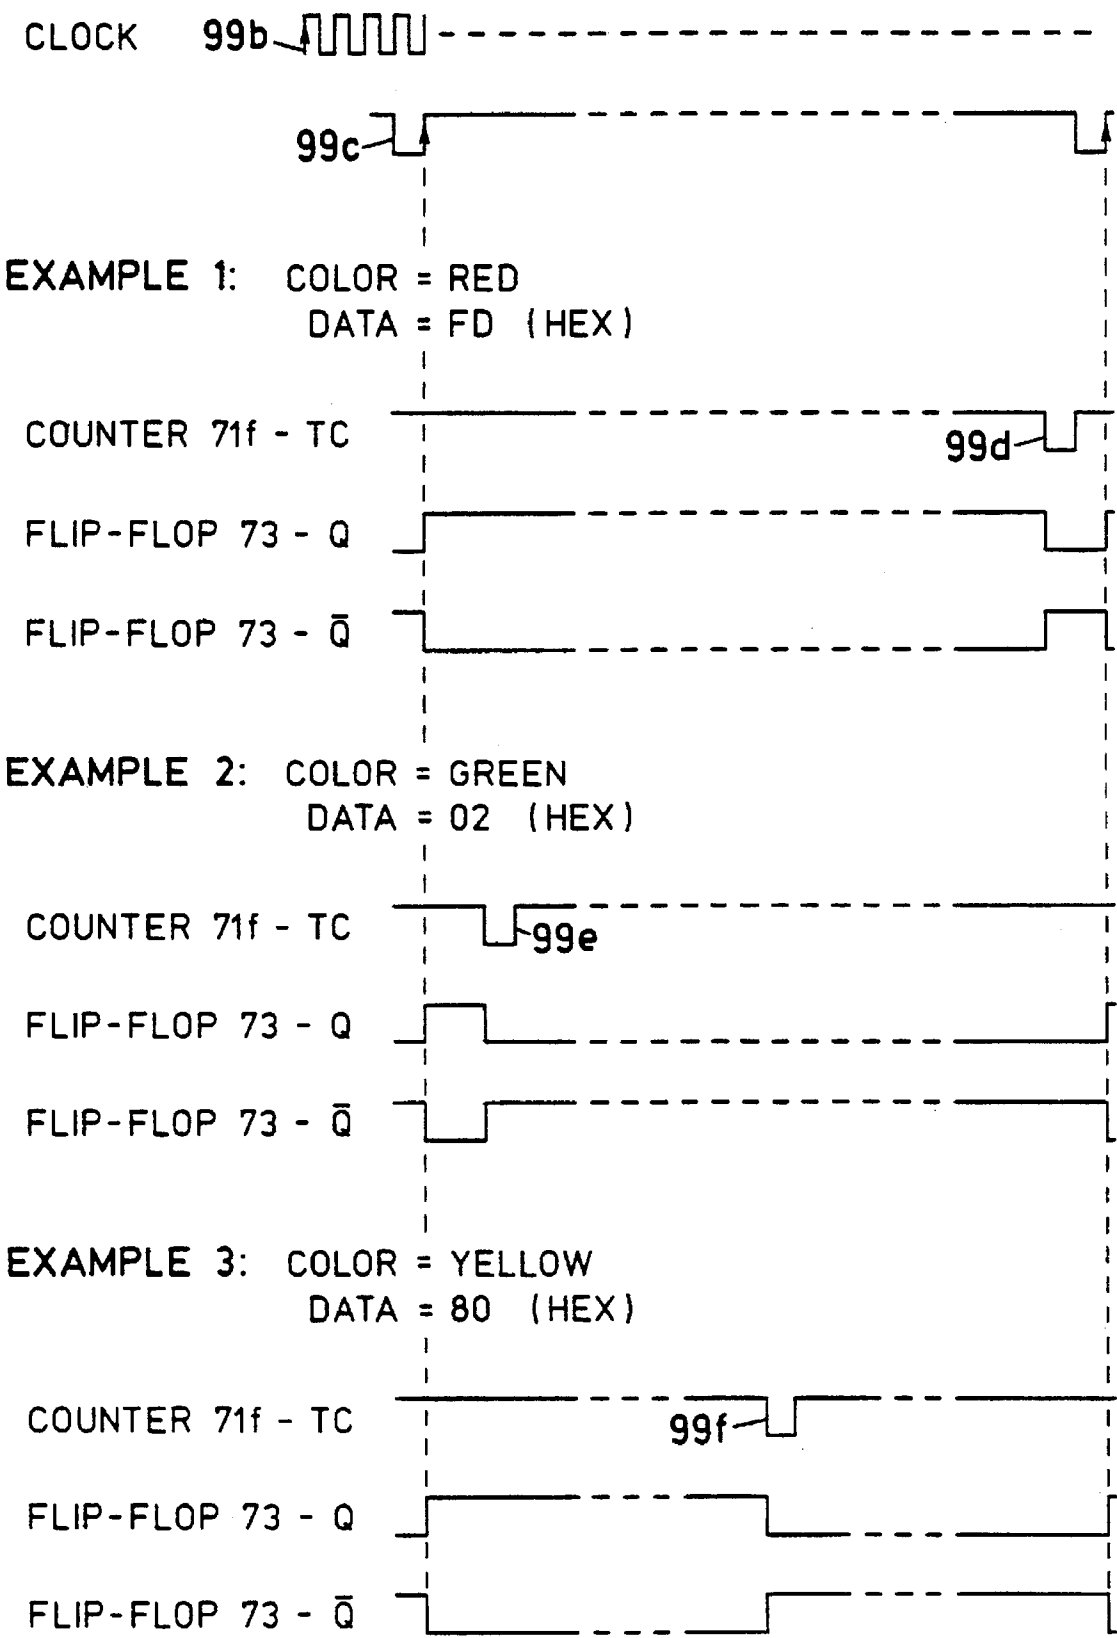 CLOCK 99b
99c
EXAMPLE 1: COLOR = RED
DATA = FD (HEX)
COUNTER 71f - TC 99d
FLIP-FLOP 73 - Q
FLIP-FLOP 73 - Q̄
EXAMPLE 2: COLOR = GREEN
DATA = 02 (HEX)
COUNTER 71f - TC 99e
FLIP-FLOP 73 - Q
FLIP-FLOP 73 - Q̄
EXAMPLE 3: COLOR = YELLOW
DATA = 80 (HEX)
COUNTER 71f - TC 99f
FLIP-FLOP 73 - Q
FLIP-FLOP 73 - Q̄